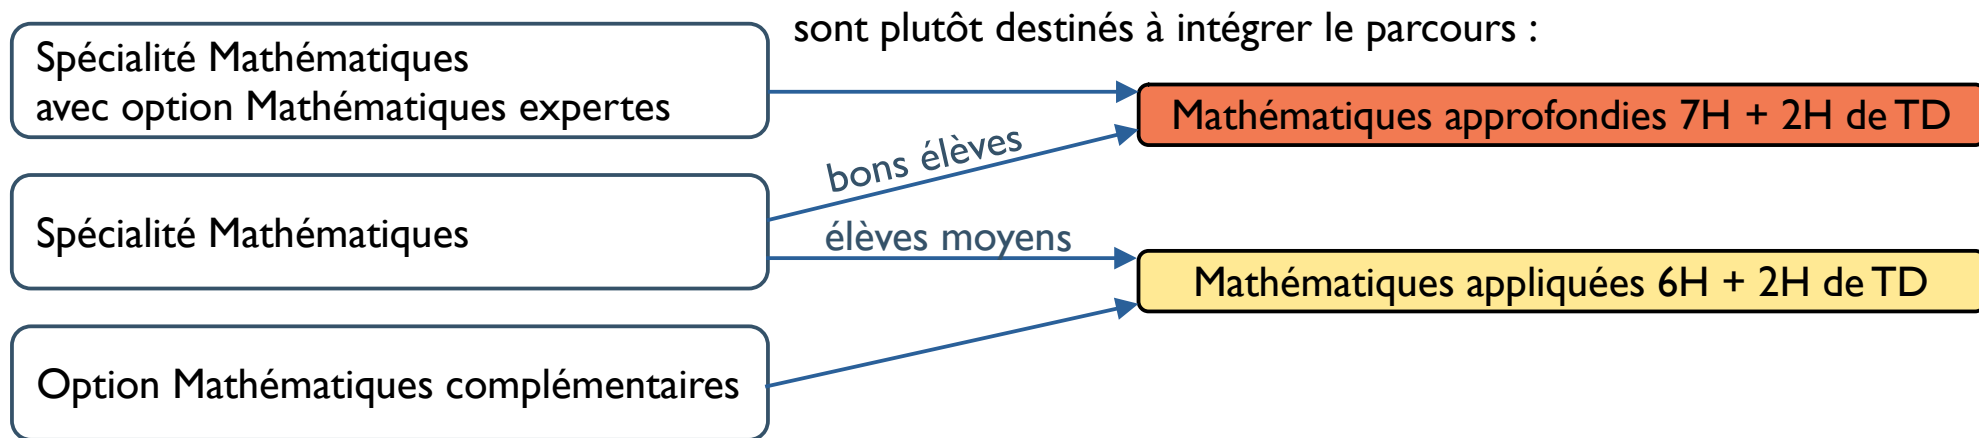 sont plutôt destinés à intégrer le parcours :
Spécialité Mathématiques
avec option Mathématiques expertes
Mathématiques approfondies 7H + 2H de TD
bons élèves
Spécialité Mathématiques
élèves moyens
Mathématiques appliquées 6H + 2H de TD
Option Mathématiques complémentaires